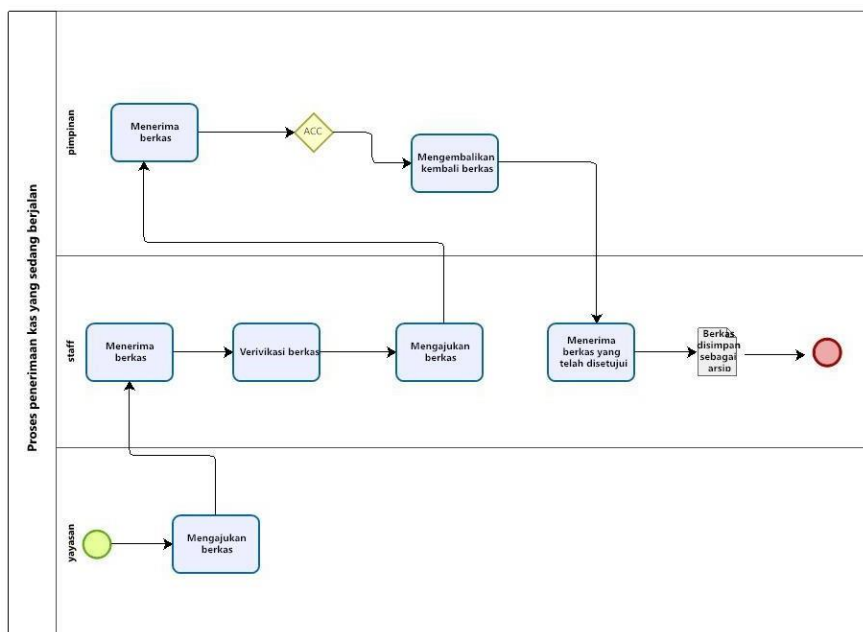 Proses penerimaan kas yang sedang berjalan
pimpinan
Menerima
berkas
ACC
Mengembalikan
kembali berkas
staff
Menerima
berkas
Verivikasi berkas
Mengajukan
berkas
Menerima
berkas yang
telah disetujui
Berkas
disimpan
sebagai
arsip
yayasan
Mengajukan
berkas